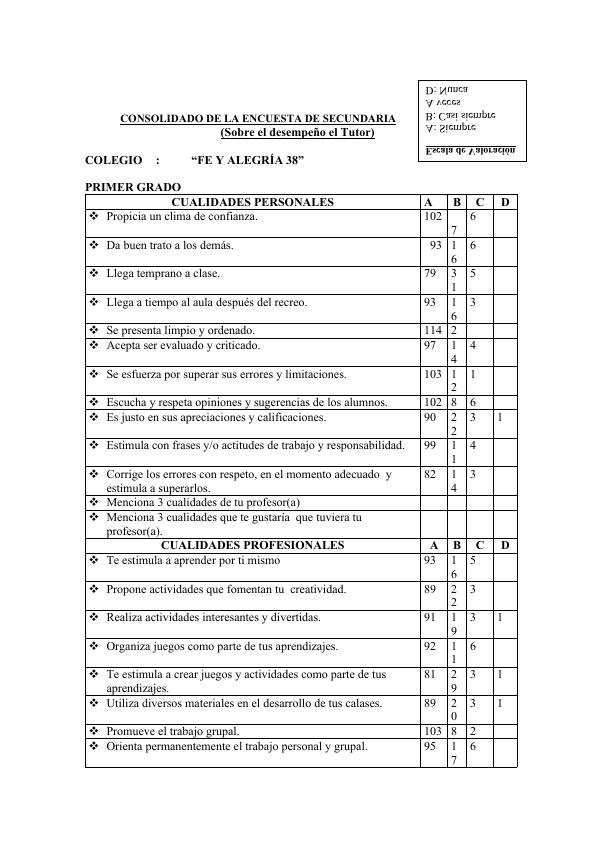 Escala de Valoración
A: Siempre
B: Casi siempre
A veces
D: Nunca
CONSOLIDADO DE LA ENCUESTA DE SECUNDARIA
(Sobre el desempeño el Tutor)
COLEGIO : “FE Y ALEGRÍA 38”
PRIMER GRADO
CUALIDADES PERSONALES A B C D
❖ Propicia un clima de confianza. 102 7 6
❖ Da buen trato a los demás. 93 16 6
❖ Llega temprano a clase. 79 31 5
❖ Llega a tiempo al aula después del recreo. 93 16 3
❖ Se presenta limpio y ordenado. 114 2
❖ Acepta ser evaluado y criticado. 97 14 4
❖ Se esfuerza por superar sus errores y limitaciones. 103 12 1
❖ Escucha y respeta opiniones y sugerencias de los alumnos. 102 8 6
❖ Es justo en sus apreciaciones y calificaciones. 90 22 3 1
❖ Estimula con frases y/o actitudes de trabajo y responsabilidad. 99 11 4
❖ Corrige los errores con respeto, en el momento adecuado y 82 14 3
estimula a superarlos.
❖ Menciona 3 cualidades de tu profesor(a)
❖ Menciona 3 cualidades que te gustaría que tuviera tu
profesor(a).
CUALIDADES PROFESIONALES A B C D
❖ Te estimula a aprender por ti mismo 93 16 5
❖ Propone actividades que fomentan tu creatividad. 89 22 3
❖ Realiza actividades interesantes y divertidas. 91 19 3 1
❖ Organiza juegos como parte de tus aprendizajes. 92 11 6
❖ Te estimula a crear juegos y actividades como parte de tus 81 29 3 1
aprendizajes.
❖ Utiliza diversos materiales en el desarrollo de tus calases. 89 20 3 1
❖ Promueve el trabajo grupal. 103 8 2
❖ Orienta permanentemente el trabajo personal y grupal. 95 17 6